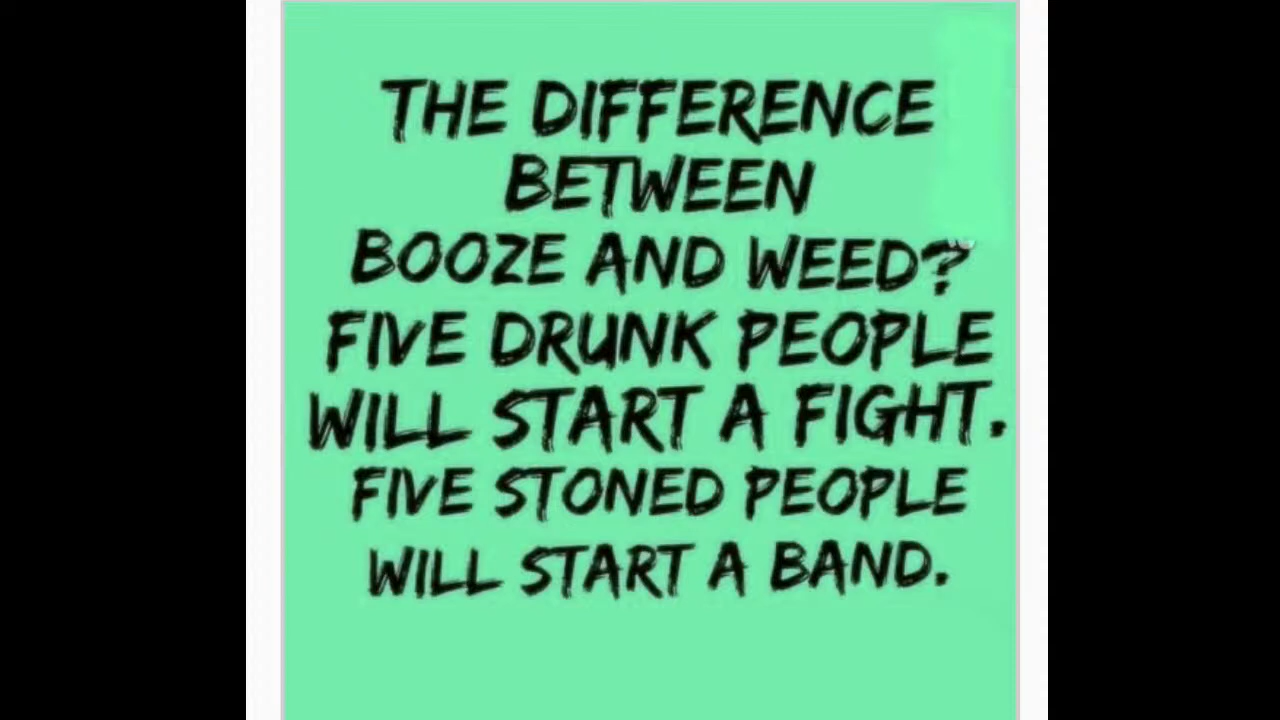 THE DIFFERENCE
BETWEEN
BOOZE AND WEED?
FIVE DRUNK PEOPLE
WILL START A FIGHT.
FIVE STONED PEOPLE
WILL START A BAND.